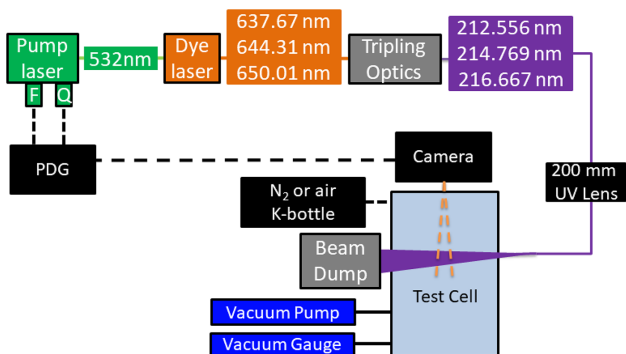 Pump
laser
532nm
Dye
laser
637.67 nm
644.31 nm
650.01 nm
Tripling
Optics
212.556 nm
214.769 nm
216.667 nm
F
Q
PDG
Camera
200 mm
UV Lens
N₂ or air
K-bottle
Beam
Dump
Test Cell
Vacuum Pump
Vacuum Gauge